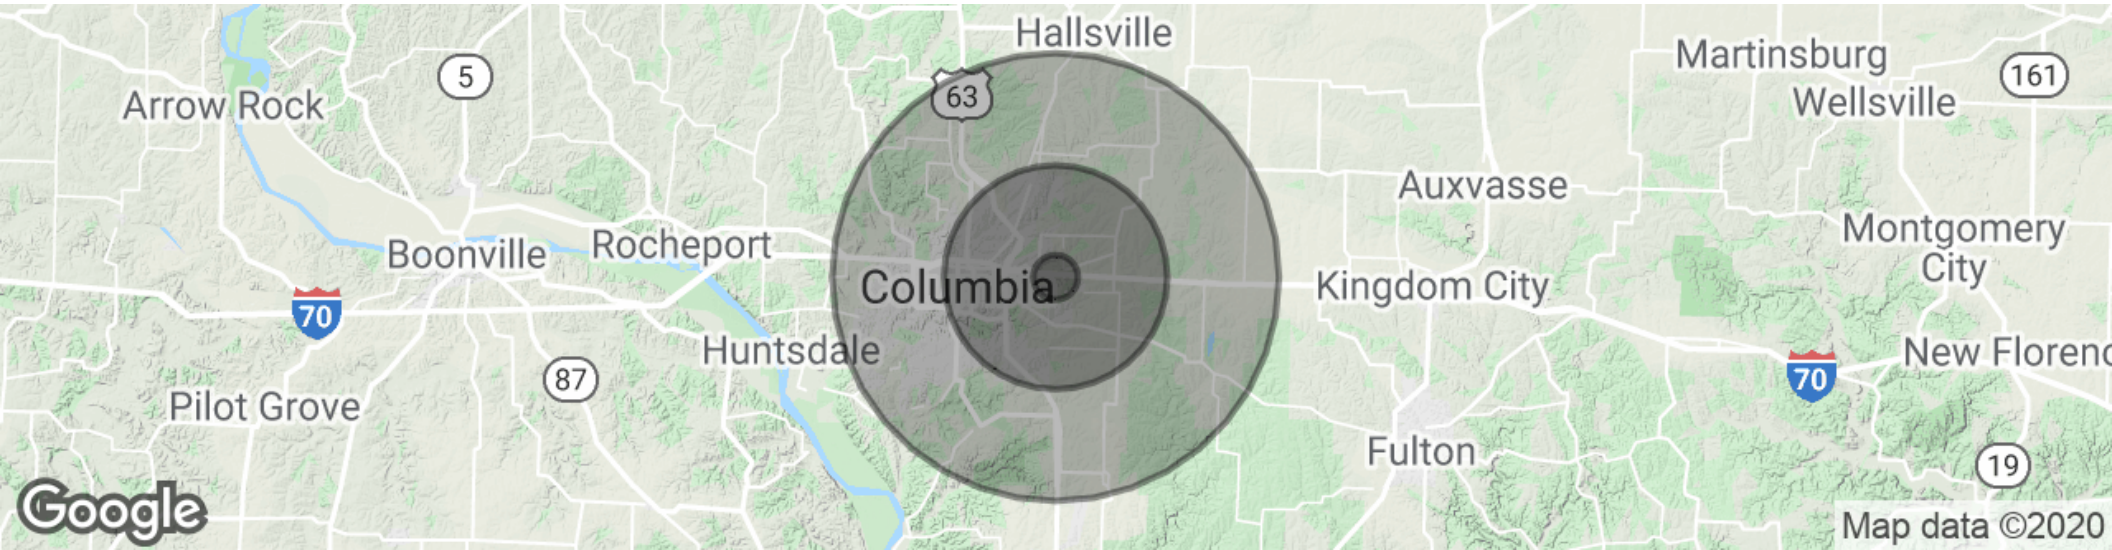 Hallsville
Martinsburg
5
63
161
Arrow Rock
Wellsville
Auxvasse
Montgomery
City
Boonville
Rocheport
Columbia
Kingdom City
70
Huntsdale
New Florenc
87
70
Pilot Grove
Fulton
19
Google
Map data ©2020